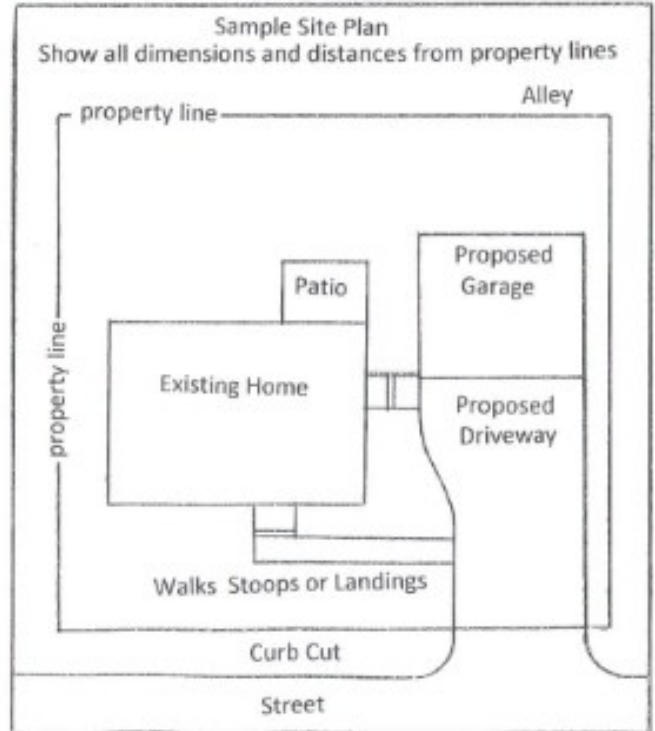 Sample Site Plan
Show all dimensions and distances from property lines
Alley
property line
Proposed
Garage
Patio
property line
Existing Home
Proposed
Driveway
Walks Stoops or Landings
Curb Cut
Street